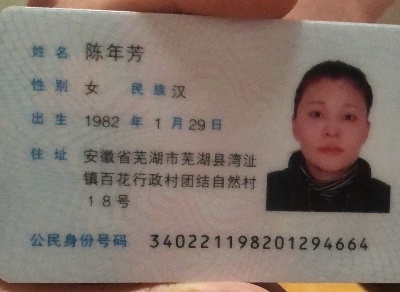 姓名 陈年芳
性别 女 民族 汉
出生 1982 年 1 月 29 日
住址 安徽省芜湖市芜湖县湾沚
镇百花行政村团结自然村
18号
公民身份号码 340221198201294664